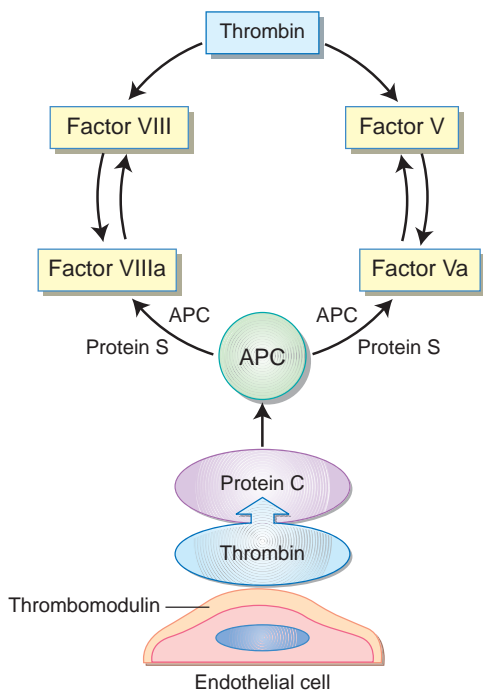 Thrombin
Factor VIII
Factor V
Factor VIIIa
Factor Va
APC
APC
Protein S
APC
Protein S
Protein C
Thrombin
Thrombomodulin
Endothelial cell